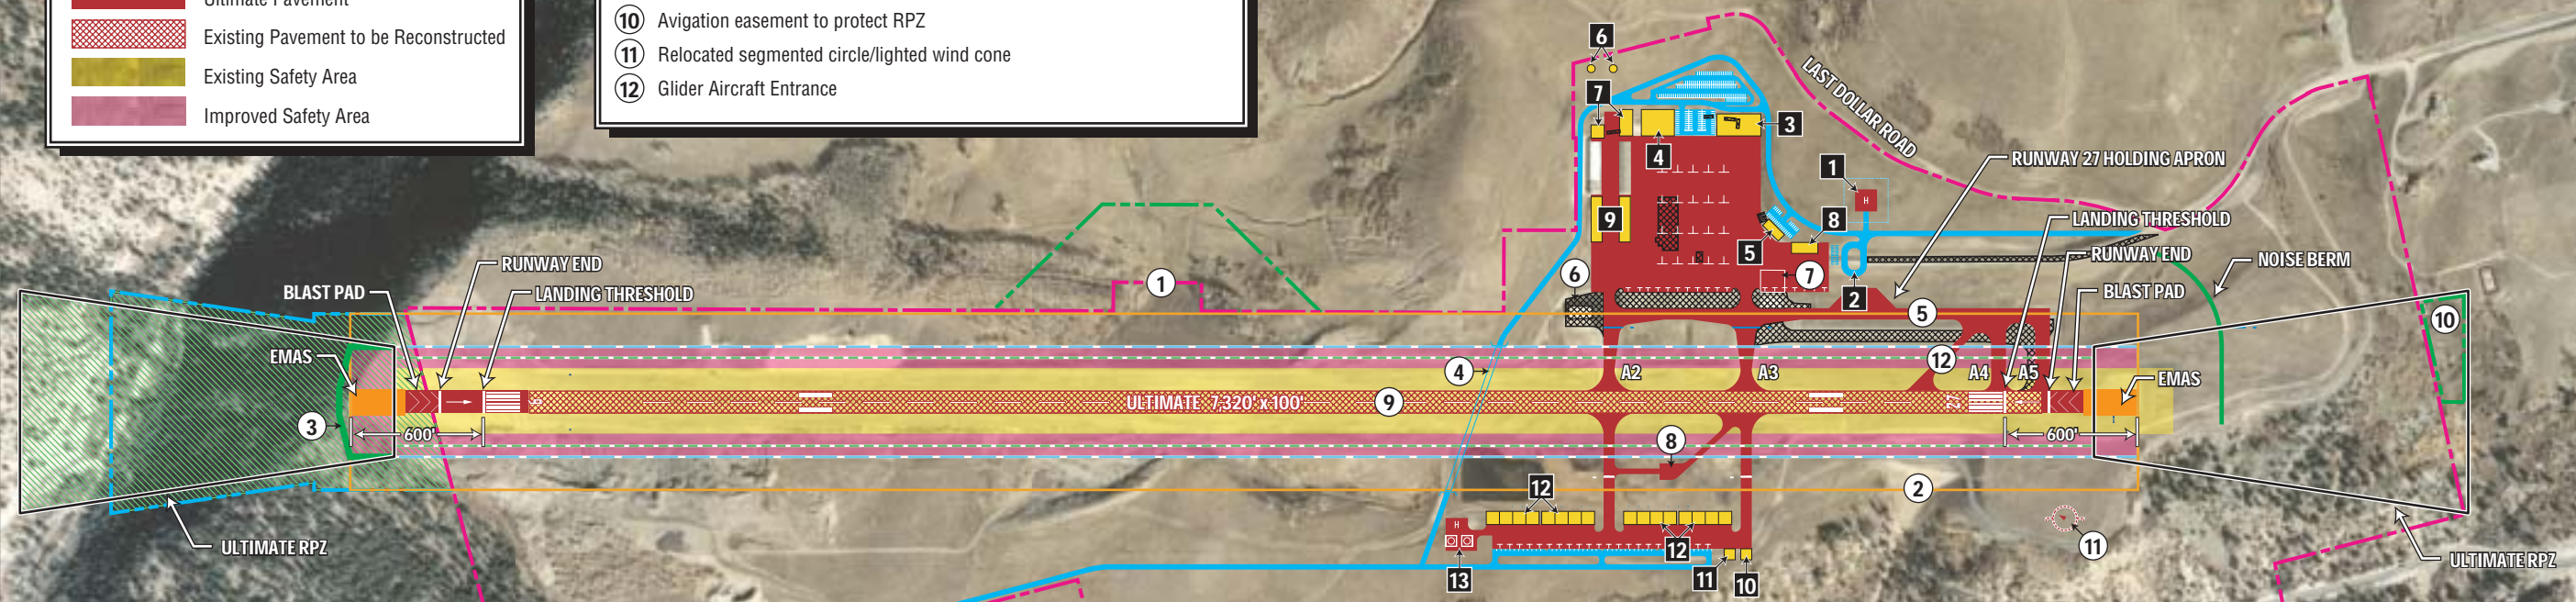 Ultimate Pavement
Existing Pavement to be Reconstructed
Existing Safety Area
Improved Safety Area
10 Avigation easement to protect RPZ
11 Relocated segmented circle/lighted wind cone
12 Glider Aircraft Entrance
6
7
3
4
LAST DOLLAR ROAD
1
H
RUNWAY 27 HOLDING APRON
9
8
5
LANDING THRESHOLD
RUNWAY END
NOISE BERM
BLAST PAD
6
7
2
5
10
RUNWAY END
BLAST PAD
LANDING THRESHOLD
1
EMAS
4
12
A2
A3
A4
A5
EMAS
9
ULTIMATE 7,320' x 100'
9
27
3
600'
8
600'
2
12
12
H
13
11
10
11
ULTIMATE RPZ
ULTIMATE RPZ